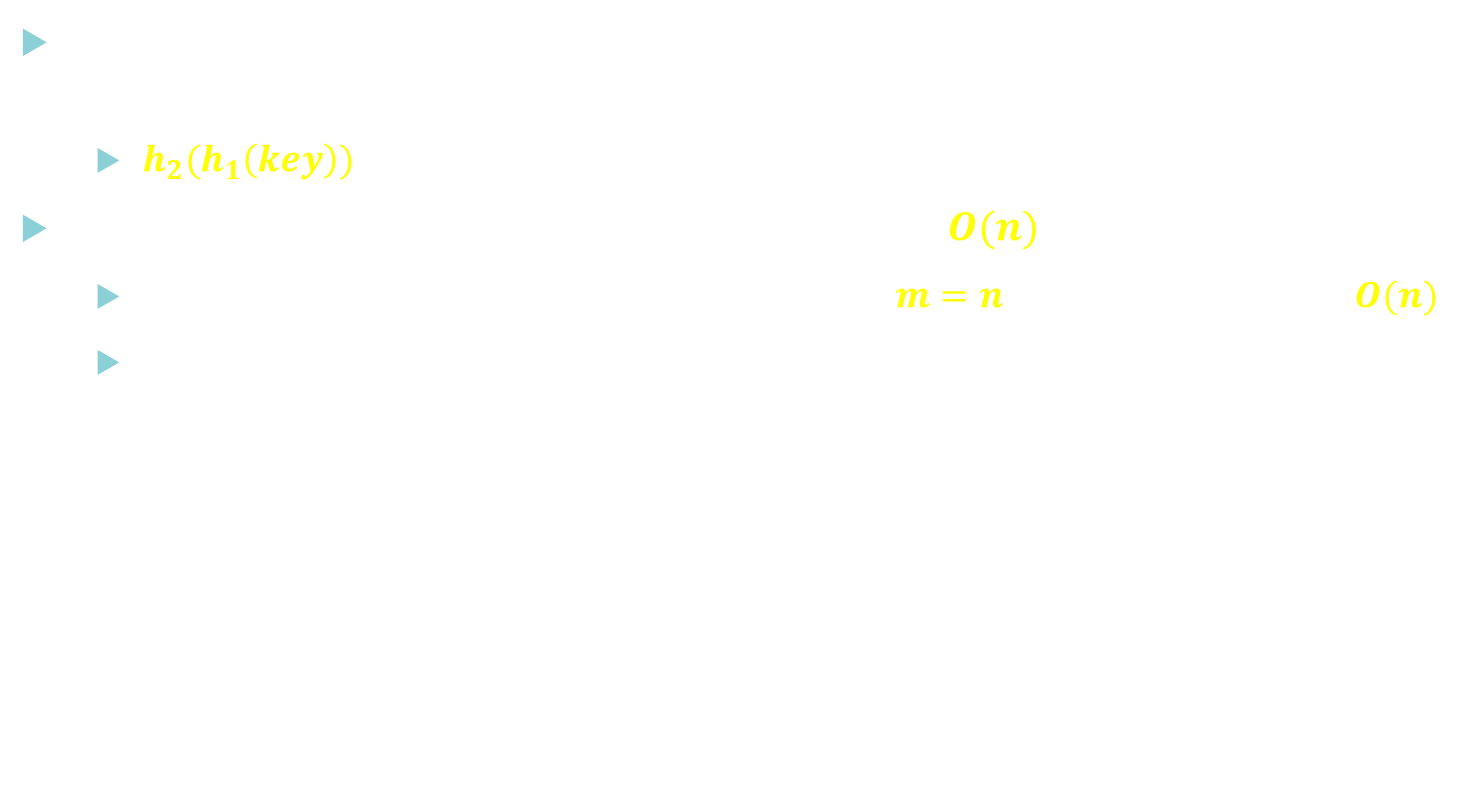 h₂(h₁(key))
O(n)
m = n O(n)